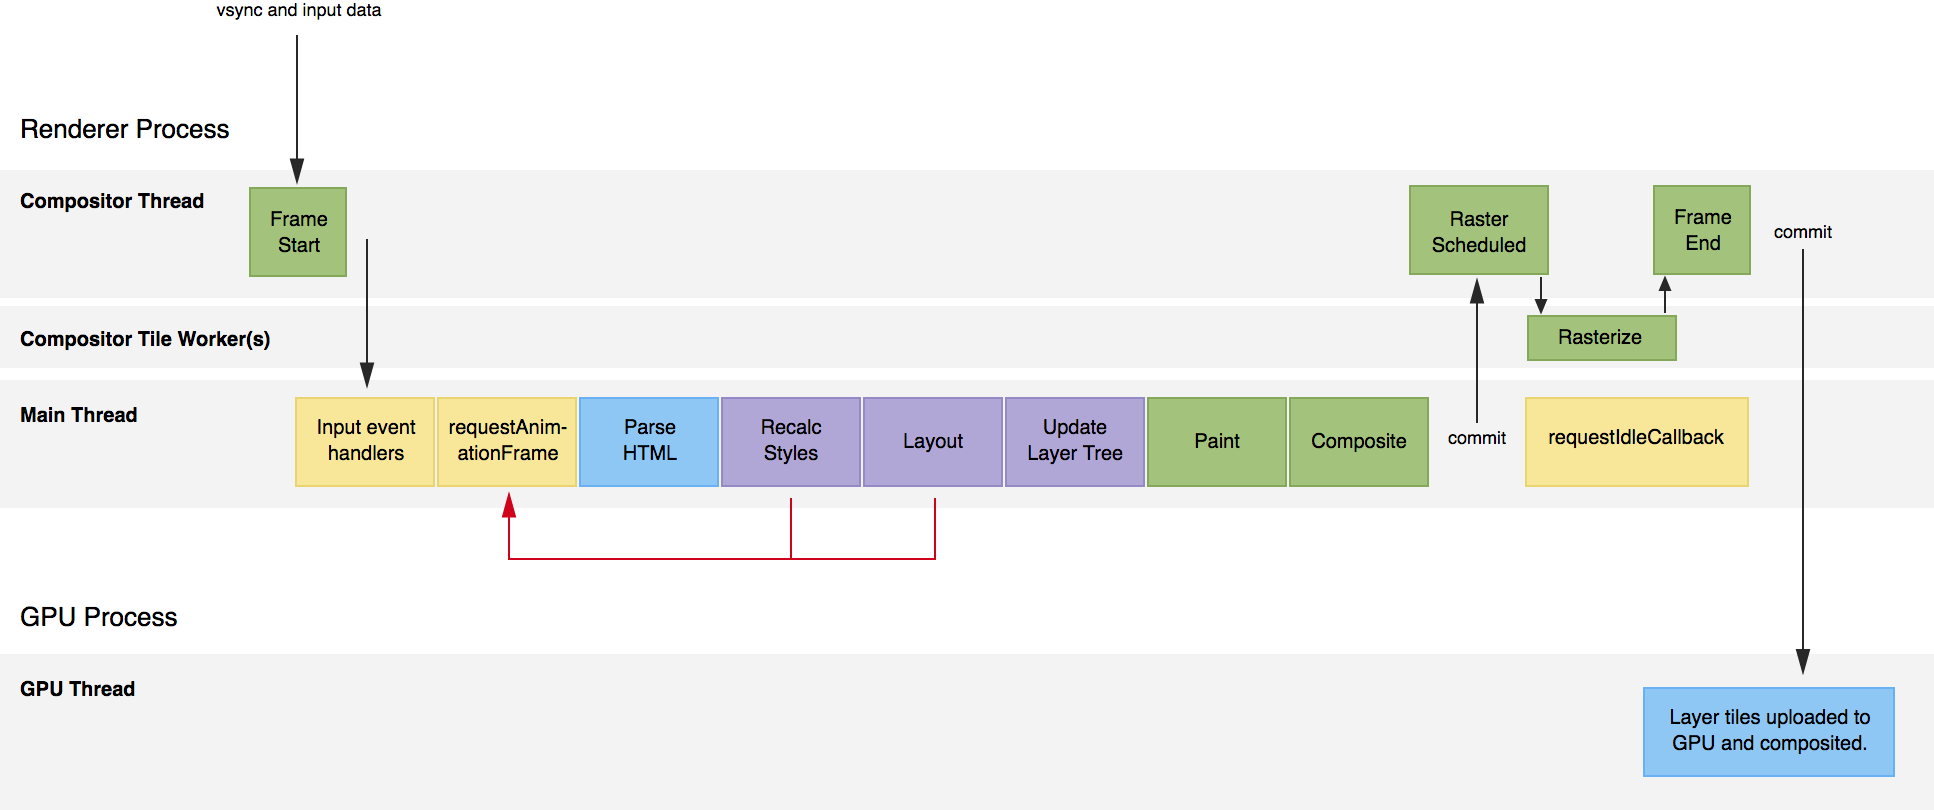 vsync and input data
Renderer Process
Compositor Thread
Frame
Start
Raster
Scheduled
Frame
End
commit
Compositor Tile Worker(s)
Rasterize
Main Thread
Input event
handlers
requestAnim-
ationFrame
Parse
HTML
Recalc
Styles
Layout
Update
Layer Tree
Paint
Composite
commit
requestIdleCallback
GPU Process
GPU Thread
Layer tiles uploaded to
GPU and composited.